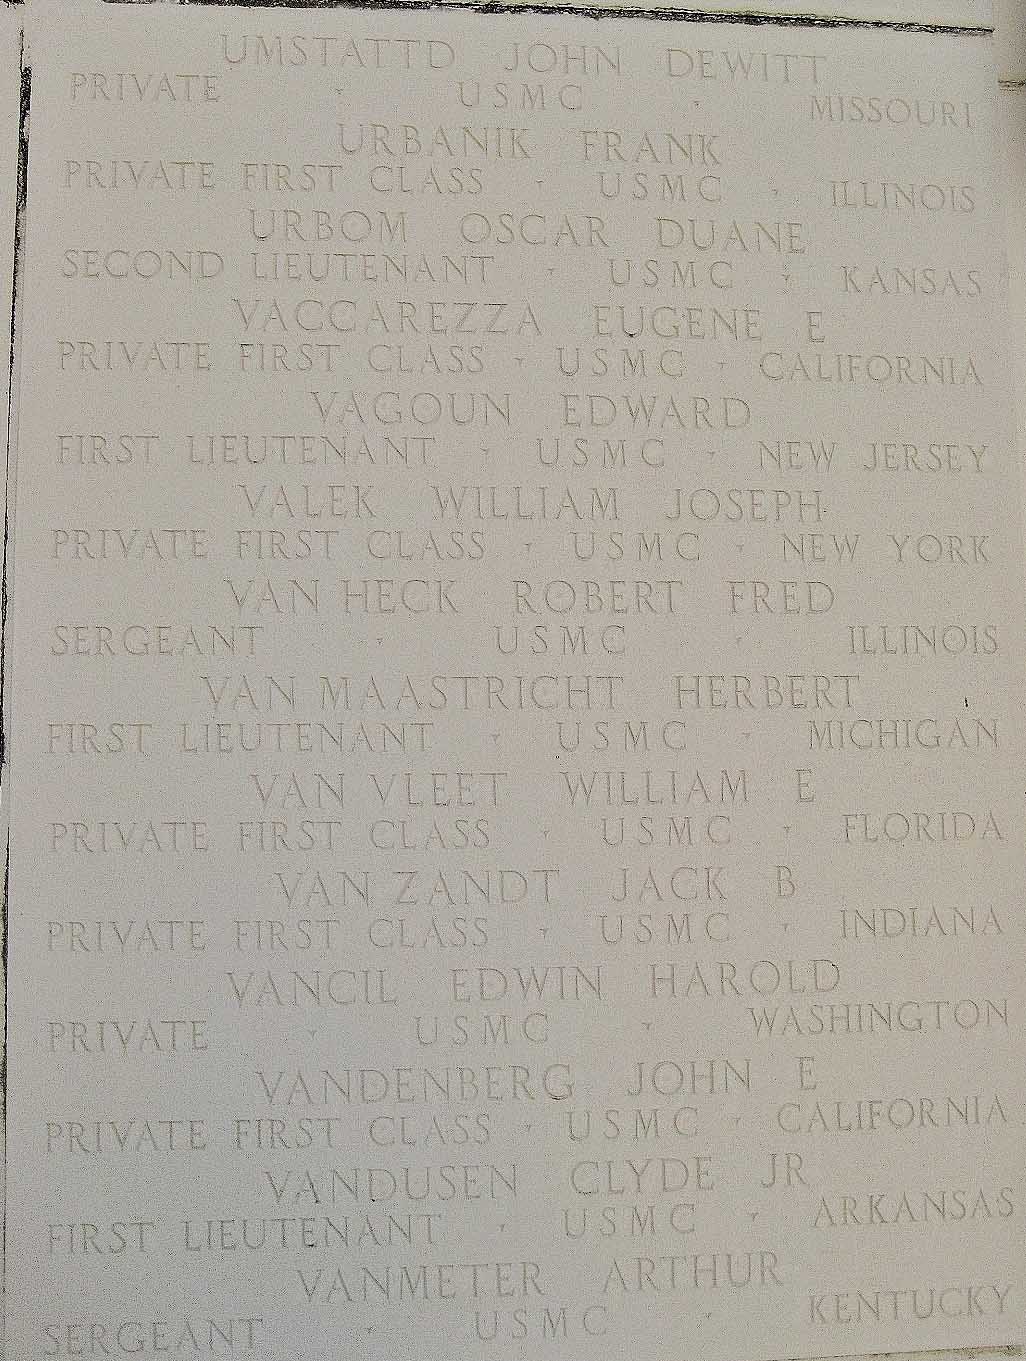 UMSTATTD JOHN DEWITT
PRIVATE · USMC · MISSOURI
URBANIK FRANK
PRIVATE FIRST CLASS · USMC · ILLINOIS
URBOM OSCAR DUANE
SECOND LIEUTENANT · USMC · KANSAS
VACCAREZZA EUGENE E
PRIVATE FIRST CLASS · USMC · CALIFORNIA
VAGOUN EDWARD
FIRST LIEUTENANT · USMC · NEW JERSEY
VALEK WILLIAM JOSEPH
PRIVATE FIRST CLASS · USMC · NEW YORK
VAN HECK ROBERT FRED
SERGEANT · USMC · ILLINOIS
VAN MAASTRICHT HERBERT
FIRST LIEUTENANT · USMC · MICHIGAN
VAN VLEET WILLIAM E
PRIVATE FIRST CLASS · USMC · FLORIDA
VAN ZANDT JACK B
PRIVATE FIRST CLASS · USMC · INDIANA
VANCIL EDWIN HAROLD
PRIVATE · USMC · WASHINGTON
VANDENBERG JOHN E
PRIVATE FIRST CLASS · USMC · CALIFORNIA
VANDUSEN CLYDE JR
FIRST LIEUTENANT · USMC · ARKANSAS
VANMETER ARTHUR
SERGEANT · USMC · KENTUCKY